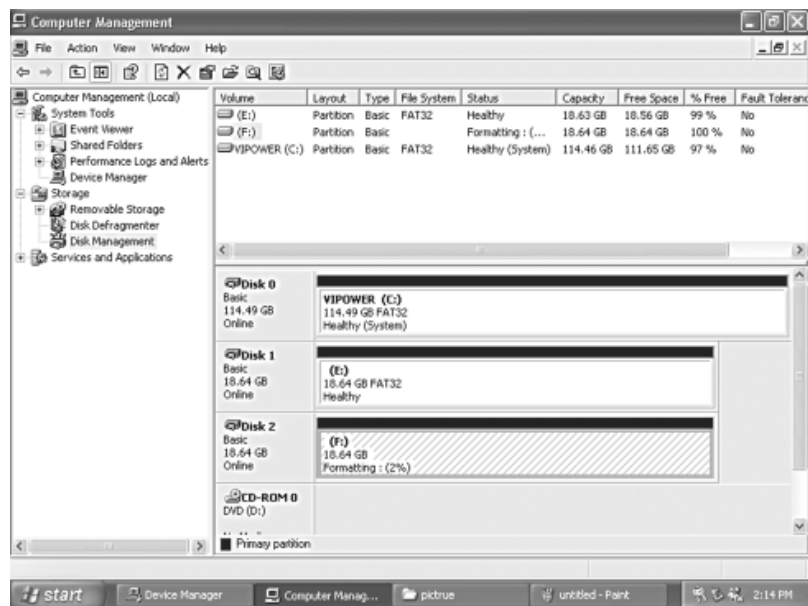 Computer Management
File Action View Window Help
Computer Management (Local)
System Tools
Event Viewer
Shared Folders
Performance Logs and Alerts
Device Manager
Storage
Removable Storage
Disk Defragmenter
Disk Management
Services and Applications
Volume Layout Type File System Status Capacity Free Space % Free Fault Toleranc
(E:) Partition Basic FAT32 Healthy 18.63 GB 18.56 GB 99 % No
(F:) Partition Basic Formatting : (... 18.64 GB 18.64 GB 100 % No
VIPOWER (C:) Partition Basic FAT32 Healthy (System) 114.46 GB 111.65 GB 97 % No
Disk 0
Basic
114.49 GB
Online
VIPOWER (C:)
114.49 GB FAT32
Healthy (System)
Disk 1
Basic
18.64 GB
Online
(E:)
18.64 GB FAT32
Healthy
Disk 2
Basic
18.64 GB
Online
(F:)
18.64 GB
Formatting : (2%)
CD-ROM 0
DVD (D:)
Primary partition
start Device Manager Computer Manag... pictrue untitled - Paint 2:14 PM